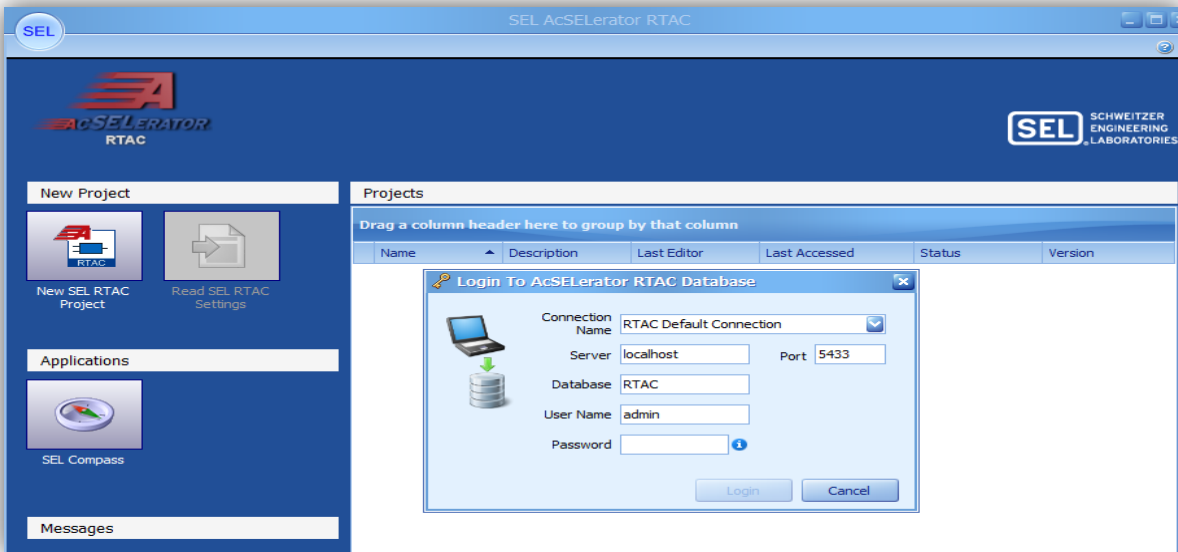 SEL AcSELerator RTAC
SEL
AcSELERATOR
RTAC
SEL
SCHWEITZER
ENGINEERING
LABORATORIES
New Project
RTAC
New SEL RTAC
Project
Read SEL RTAC
Settings
Applications
SEL Compass
Messages
Projects
Drag a column header here to group by that column
Name Description Last Editor Last Accessed Status Version
Login To AcSELerator RTAC Database
Connection
Name RTAC Default Connection
Server localhost Port 5433
Database RTAC
User Name admin
Password
Login Cancel